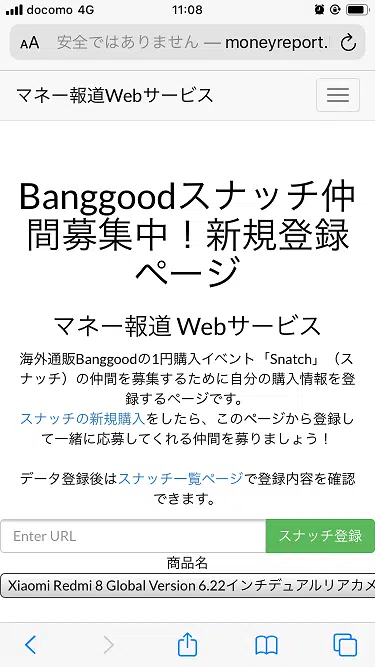 docomo 4G 11:08
AA 安全ではありません — moneyreport.
マネー報道Webサービス
Banggoodスナッチ仲
間募集中！新規登録
ページ
マネー報道 Webサービス
海外通販Banggoodの1円購入イベント「Snatch」（ス
ナッチ）の仲間を募集するために自分の購入情報を登
録するページです。
スナッチの新規購入をしたら、このページから登録し
て一緒に応募してくれる仲間を募りましょう！
データ登録後はスナッチ一覧ページで登録内容を確認
できます。
Enter URL スナッチ登録
商品名
Xiaomi Redmi 8 Global Version 6.22インチデュアルリアカメ